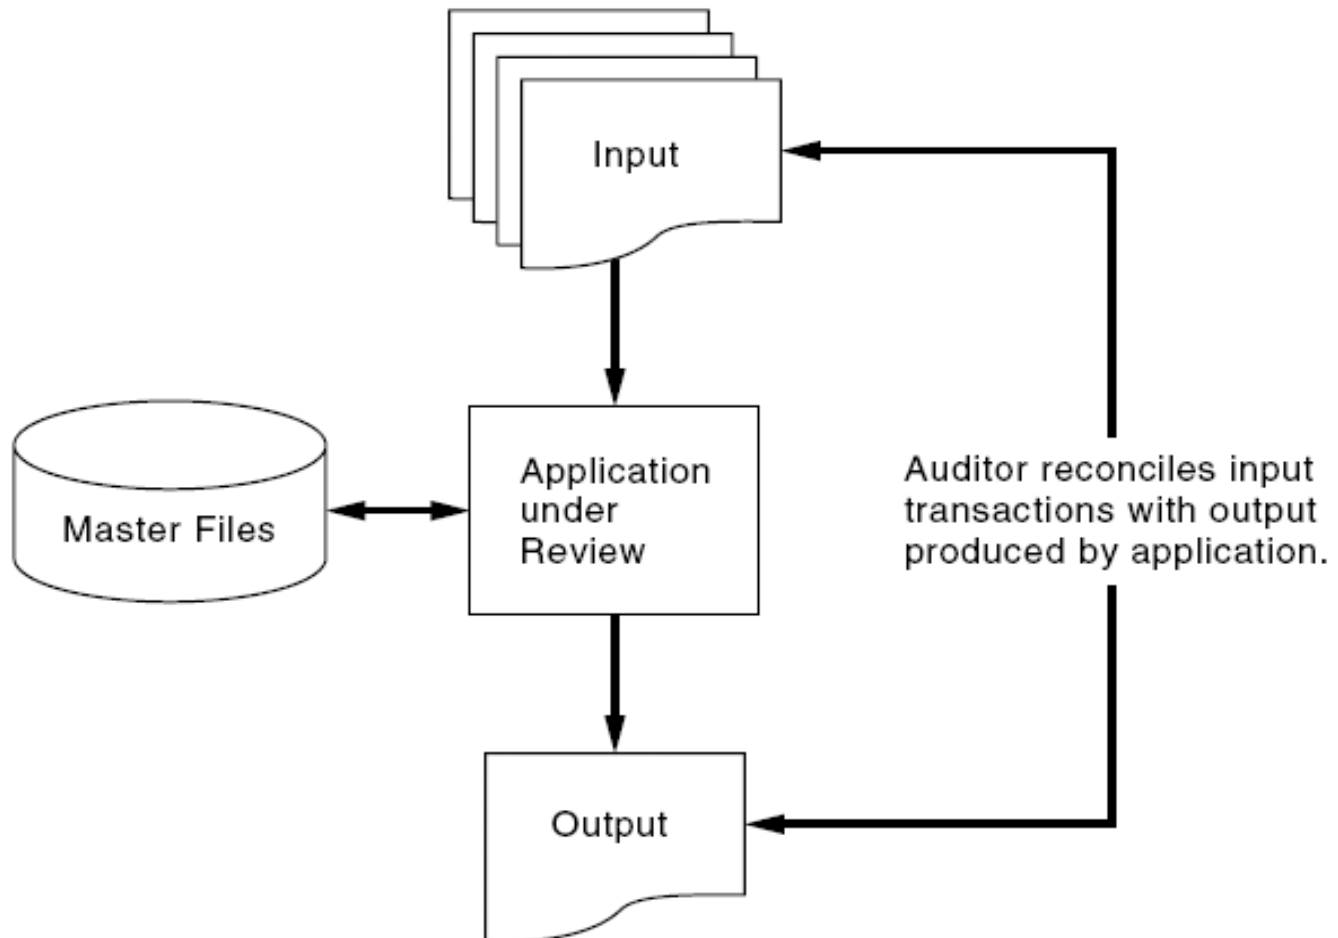 Input
Application
under
Review
Master Files
Auditor reconciles input
transactions with output
produced by application.
Output